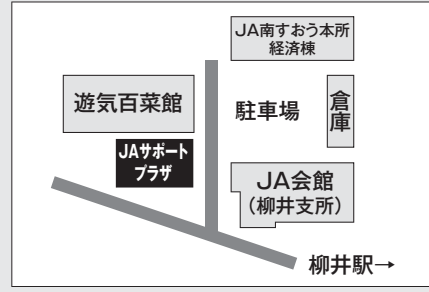 JA南すおう本所
経済棟
遊気百菜館
駐車場
倉庫
JAサポート
プラザ
JA会館
（柳井支所）
柳井駅→